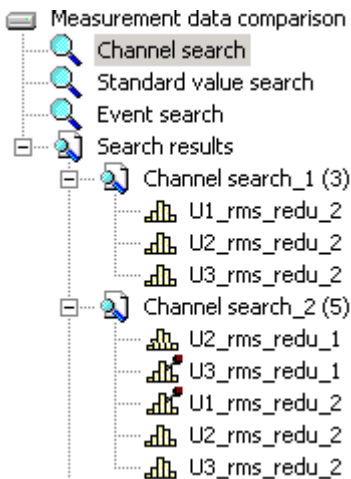 Measurement data comparison
Channel search
Standard value search
Event search
Search results
Channel search_1 (3)
U1_rms_redu_2
U2_rms_redu_2
U3_rms_redu_2
Channel search_2 (5)
U2_rms_redu_1
U3_rms_redu_1
U1_rms_redu_2
U2_rms_redu_2
U3_rms_redu_2